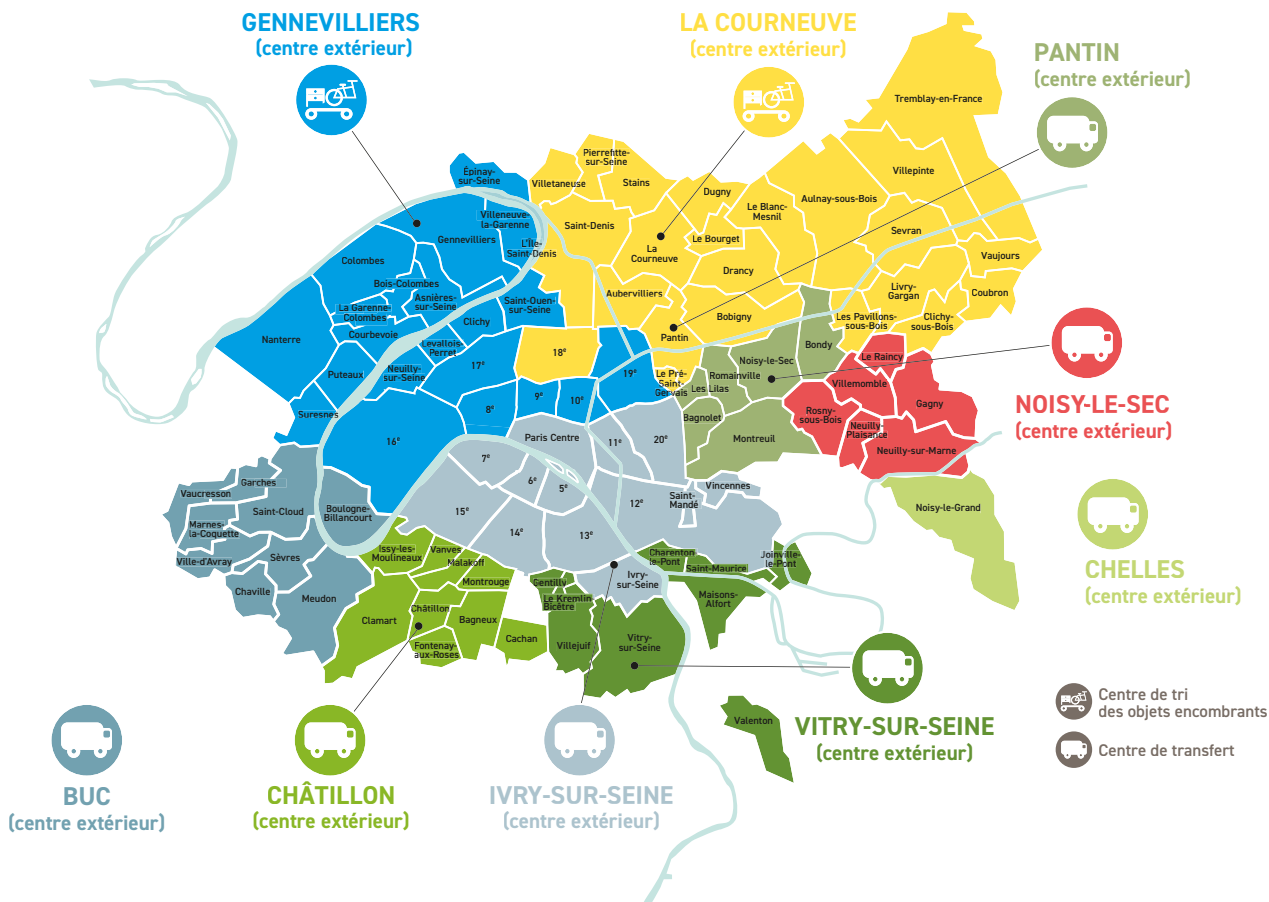 GENNEVILLIERS
(centre extérieur)
LA COURNEUVE
(centre extérieur)
PANTIN
(centre extérieur)
Tremblay-en-France
Épinay-
sur-Seine
Villetaneuse
Pierrefitte-
sur-Seine
Stains
Dugny
Le Blanc-
Mesnil
Aulnay-sous-Bois
Villepinte
Villeneuve-
la-Garenne
Gennevilliers
L'Île-
Saint-Denis
Saint-Denis
La
Courneuve
Le Bourget
Drancy
Sevran
Vaujours
Colombes
Bois-Colombes
Asnières-
sur-Seine
Saint-Ouen-
sur-Seine
Aubervilliers
Bobigny
Livry-
Gargan
Coubron
La Garenne-
Colombes
Courbevoie
Clichy
Levallois-
Perret
Pantin
Les Pavillons-
sous-Bois
Clichy-
sous-Bois
Nanterre
Puteaux
Neuilly-
sur-Seine
17e
18e
19e
Le Pré-
Saint-
Gervais
Les Lilas
Romainville
Noisy-le-Sec
Bondy
Le Raincy
Villemomble
Gagny
Suresnes
16e
8e
9e
10e
Bagnolet
Montreuil
Rosny-
sous-Bois
Neuilly-
Plaisance
Neuilly-sur-Marne
NOISY-LE-SEC
(centre extérieur)
Paris Centre
11e
20e
7e
6e
5e
12e
Saint-
Mandé
Vincennes
Noisy-le-Grand
Vaucresson
Garches
Saint-Cloud
Boulogne-
Billancourt
15e
14e
13e
Marnes-
la-Coquette
Ville-d'Avray
Sèvres
Chaville
Meudon
Issy-les-
Moulineaux
Vanves
Malakoff
Montrouge
Gentilly
Le Kremlin-
Bicêtre
Ivry-
sur-Seine
Charenton
le-Pont
Saint-Maurice
Joinville-
le-Pont
Maisons-
Alfort
CHELLES
(centre extérieur)
Clamart
Châtillon
Bagneux
Fontenay-
aux-Roses
Cachan
Villejuif
Vitry-
sur-Seine
Valenton
VITRY-SUR-SEINE
(centre extérieur)
Centre de tri
des objets encombrants
Centre de transfert
BUC
(centre extérieur)
CHÂTILLON
(centre extérieur)
IVRY-SUR-SEINE
(centre extérieur)